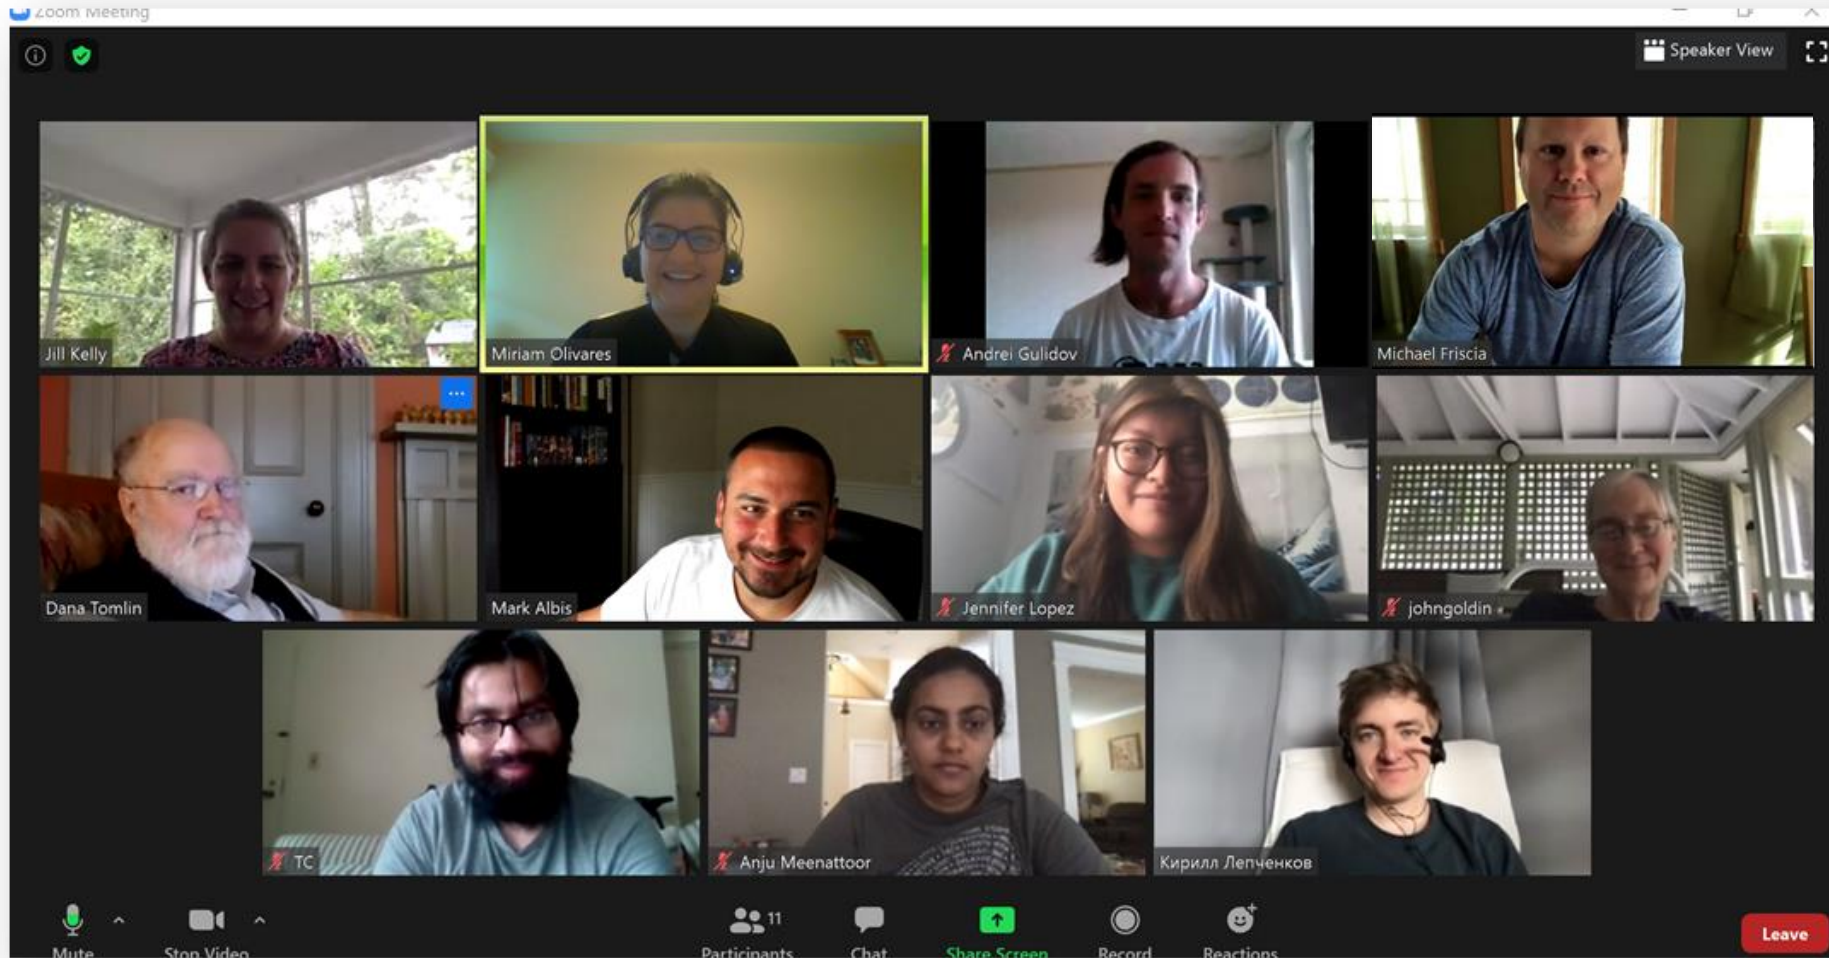 Zoom Meeting
Speaker View
Jill Kelly
Miriam Olivares
Andrei Gulidov
Michael Friscia
Dana Tomlin
Mark Albis
Jennifer Lopez
johngoldin
TC
Anju Meenattoor
Кирилл Лепченков
11
Mute
Stop Video
Participants
Chat
Share Screen
Record
Reactions
Leave